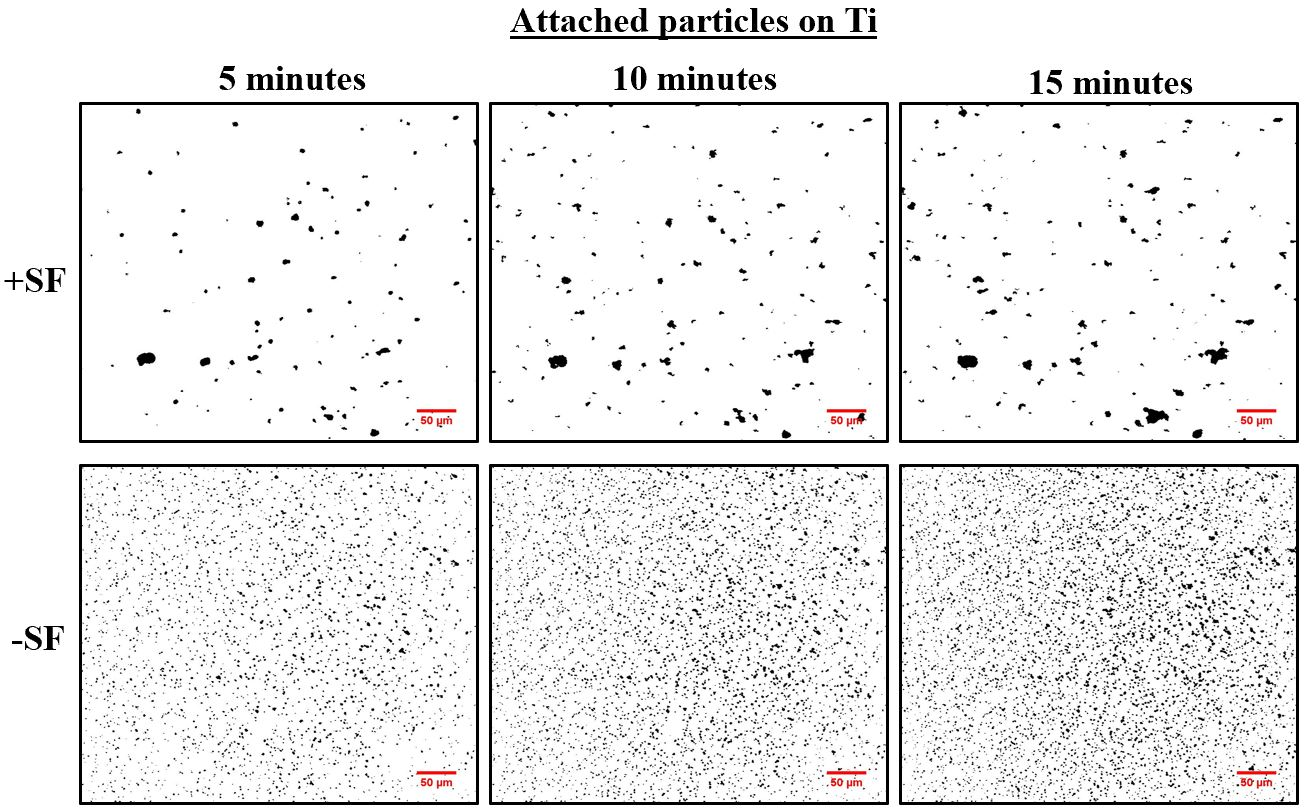 Attached particles on Ti
5 minutes
10 minutes
15 minutes
+SF
50 µm
50 µm
50 µm
-SF
50 µm
50 µm
50 µm